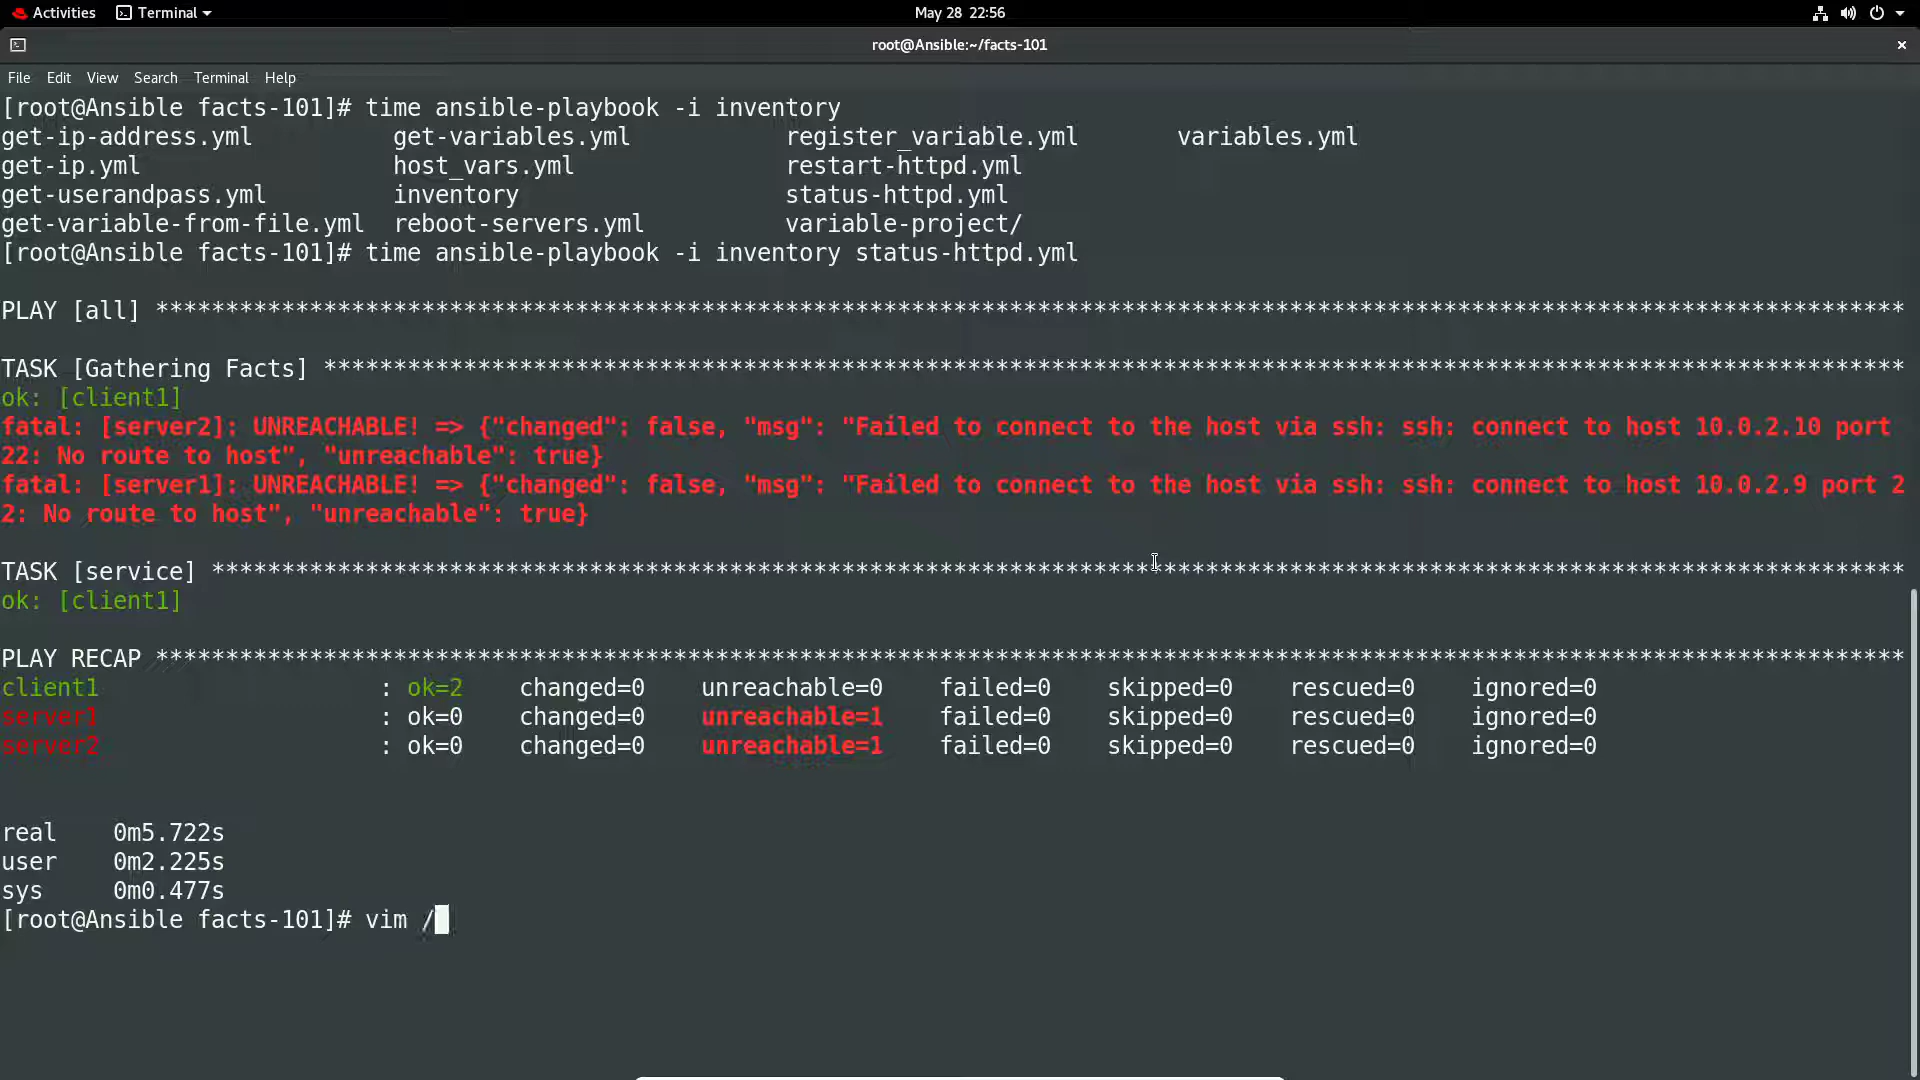 Activities Terminal May 28 22:56
root@Ansible:~/facts-101 ×
File Edit View Search Terminal Help
[root@Ansible facts-101]# time ansible-playbook -i inventory
get-ip-address.yml get-variables.yml register_variable.yml variables.yml
get-ip.yml host_vars.yml restart-httpd.yml
get-userandpass.yml inventory status-httpd.yml
get-variable-from-file.yml reboot-servers.yml variable-project/
[root@Ansible facts-101]# time ansible-playbook -i inventory status-httpd.yml
PLAY [all] *****************************************************************************************************************************
TASK [Gathering Facts] *****************************************************************************************************************
ok: [client1]
fatal: [server2]: UNREACHABLE! => {"changed": false, "msg": "Failed to connect to the host via ssh: ssh: connect to host 10.0.2.10 port
22: No route to host", "unreachable": true}
fatal: [server1]: UNREACHABLE! => {"changed": false, "msg": "Failed to connect to the host via ssh: ssh: connect to host 10.0.2.9 port 2
2: No route to host", "unreachable": true}
TASK [service] *************************************************************************************************************************
ok: [client1]
PLAY RECAP *****************************************************************************************************************************
client1 : ok=2 changed=0 unreachable=0 failed=0 skipped=0 rescued=0 ignored=0
server1 : ok=0 changed=0 unreachable=1 failed=0 skipped=0 rescued=0 ignored=0
server2 : ok=0 changed=0 unreachable=1 failed=0 skipped=0 rescued=0 ignored=0
real 0m5.722s
user 0m2.225s
sys 0m0.477s
[root@Ansible facts-101]# vim /